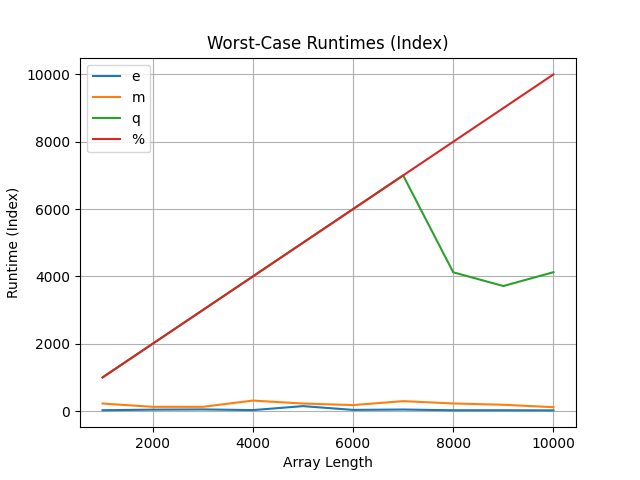 Worst-Case Runtimes (Index)
e
m
q
%
10000
8000
6000
4000
2000
0
Runtime (Index)
2000 4000 6000 8000 10000
Array Length